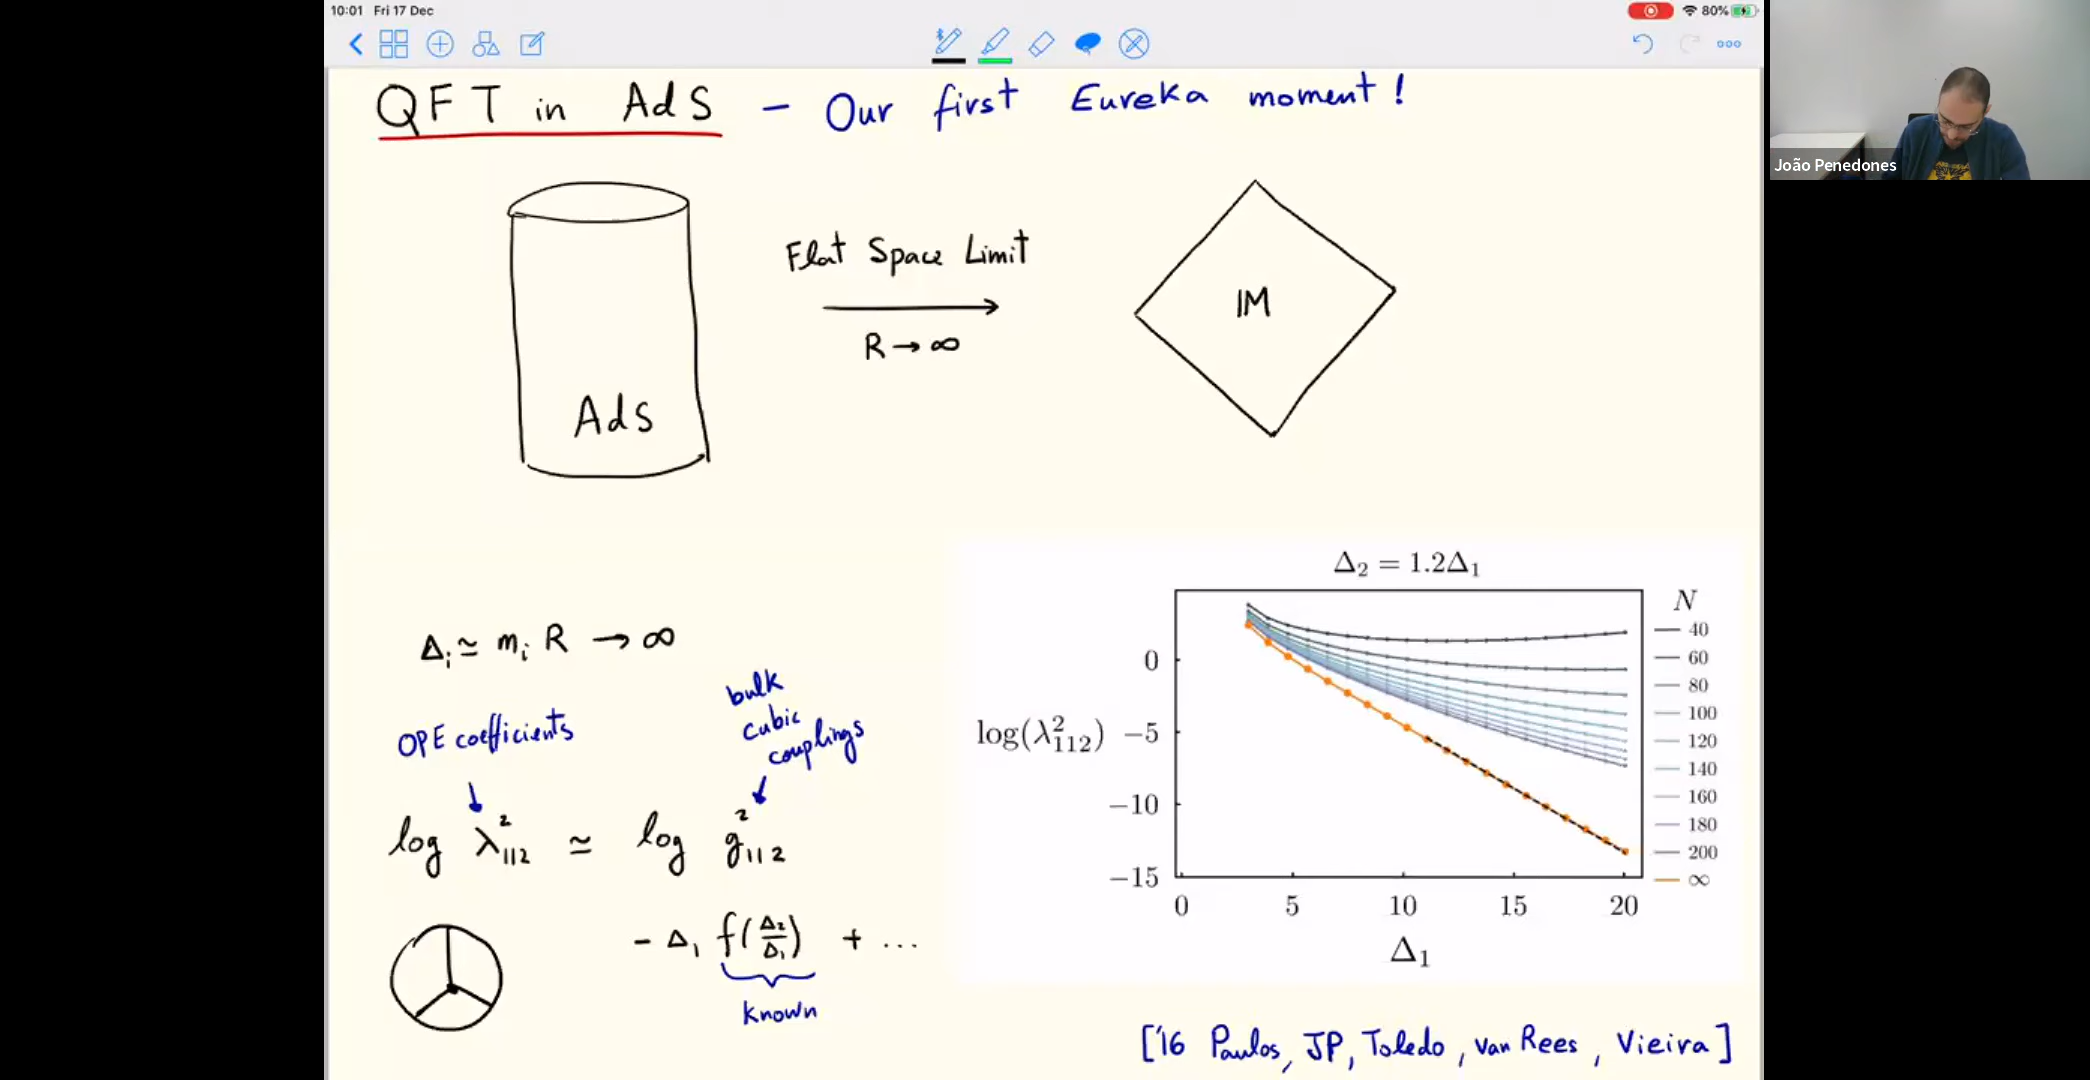 10:01 Fri 17 Dec
80%
João Penedones
QFT in AdS – Our first Eureka moment!
Flat Space Limit
R → ∞
AdS
IM
Δᵢ ≃ mᵢ R → ∞
OPE coefficients
bulk
cubic
couplings
log λ²₁₁₂ ≃ log g²₁₁₂
- Δ₁ f(Δ₂/Δ₁) + ...
known
Δ₂ = 1.2Δ₁
N
40
60
80
100
120
140
160
180
200
∞
log(λ²₁₁₂)
0
−5
−10
−15
0 5 10 15 20
Δ₁
['16 Paulos, JP, Toledo, van Rees, Vieira]